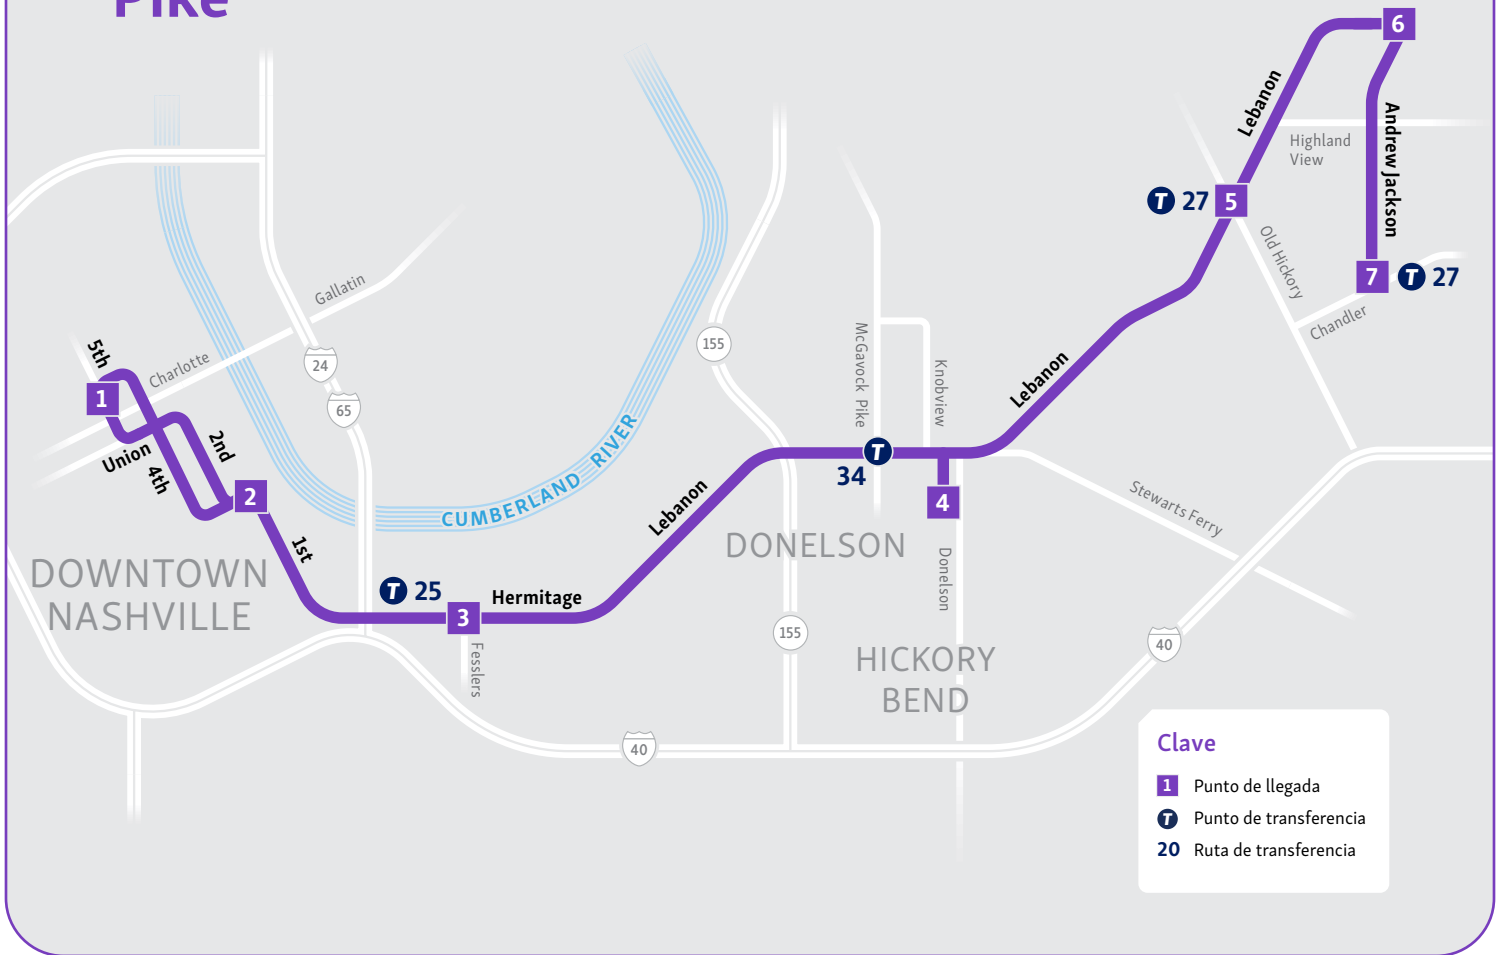 Pike
6
Lebanon
Andrew Jackson
Highland
View
T 27
5
Old Hickory
7
T 27
Chandler
Gallatin
5th
Charlotte
1
24
65
155
McGavock Pike
Knobview
Lebanon
2nd
Union
4th
2
CUMBERLAND RIVER
T
34
4
Lebanon
Stewarts Ferry
1st
DONELSON
DOWNTOWN
NASHVILLE
T 25
3
Hermitage
Donelson
Fesslers
155
40
HICKORY
BEND
40
Clave
1 Punto de llegada
T Punto de transferencia
20 Ruta de transferencia